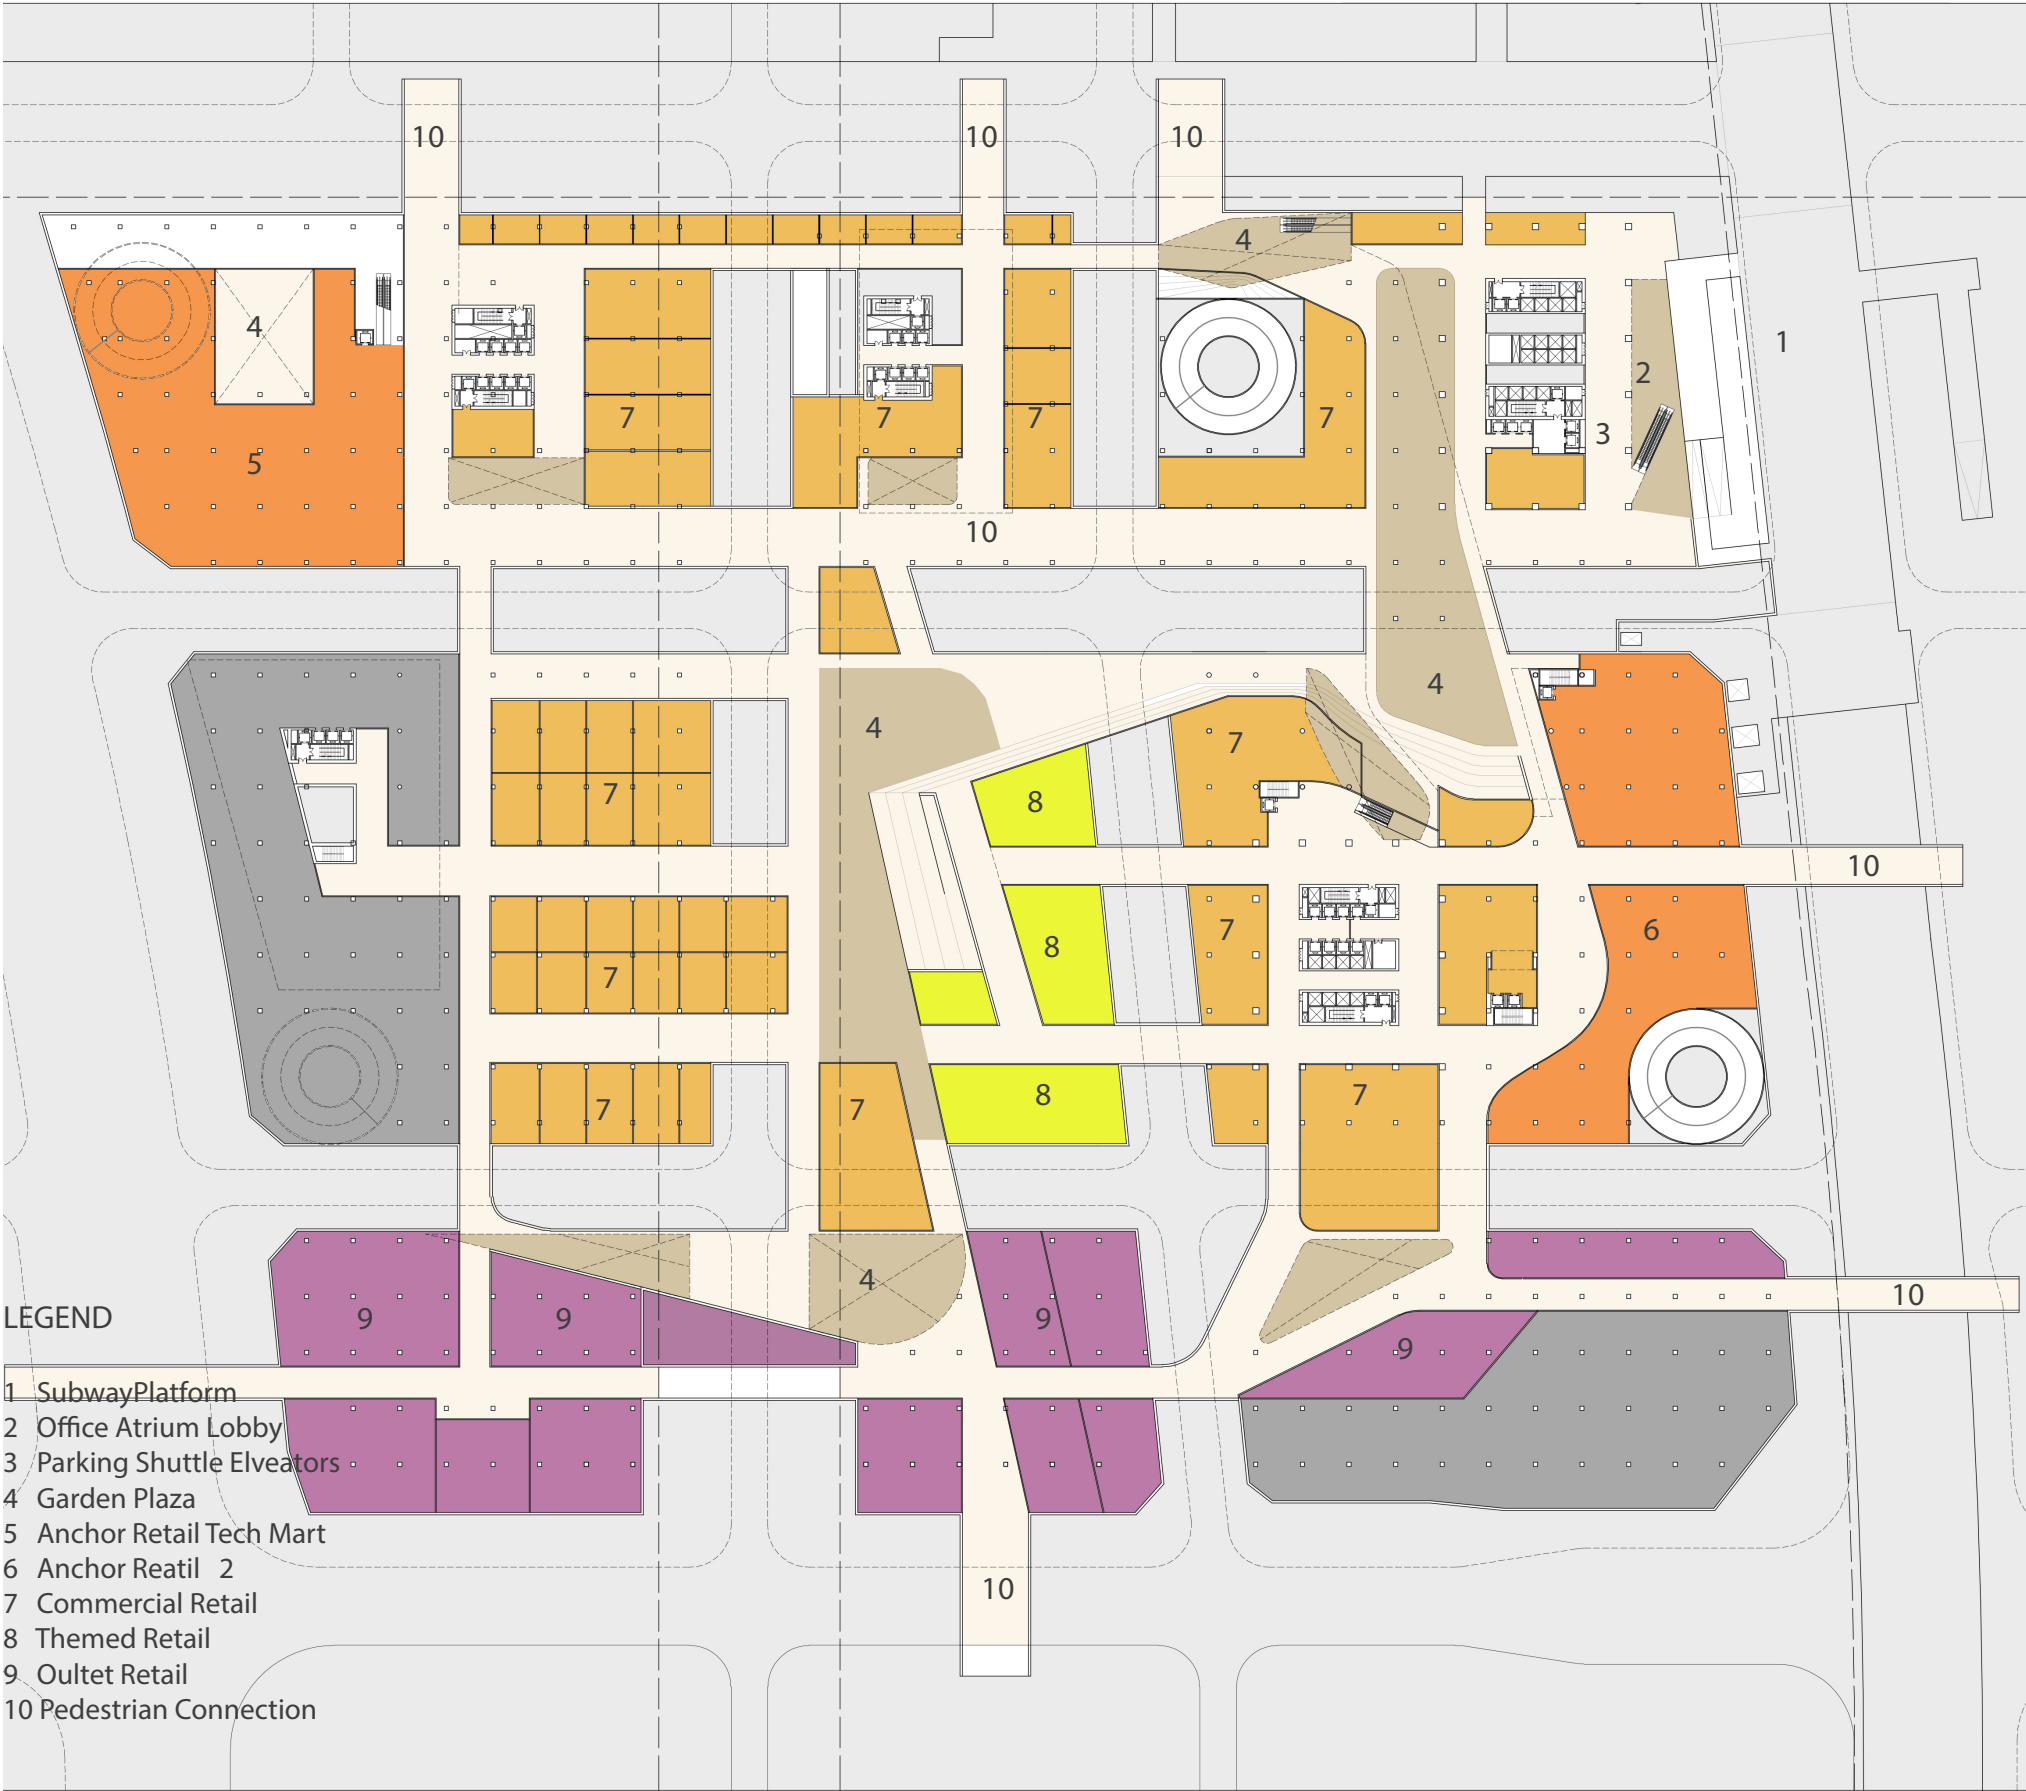 10 10 10
4
4
1
2
7 7 7 7 3
5
10
4
4 7
7 8
10
7 8 7 6
7
7 7 8 7
4
10
9 9 9
9
LEGEND
1 SubwayPlatform
2 Office Atrium Lobby
3 Parking Shuttle Elveators
4 Garden Plaza
5 Anchor Retail Tech Mart
6 Anchor Reatil 2
7 Commercial Retail
8 Themed Retail
9 Oultet Retail
10 Pedestrian Connection
10